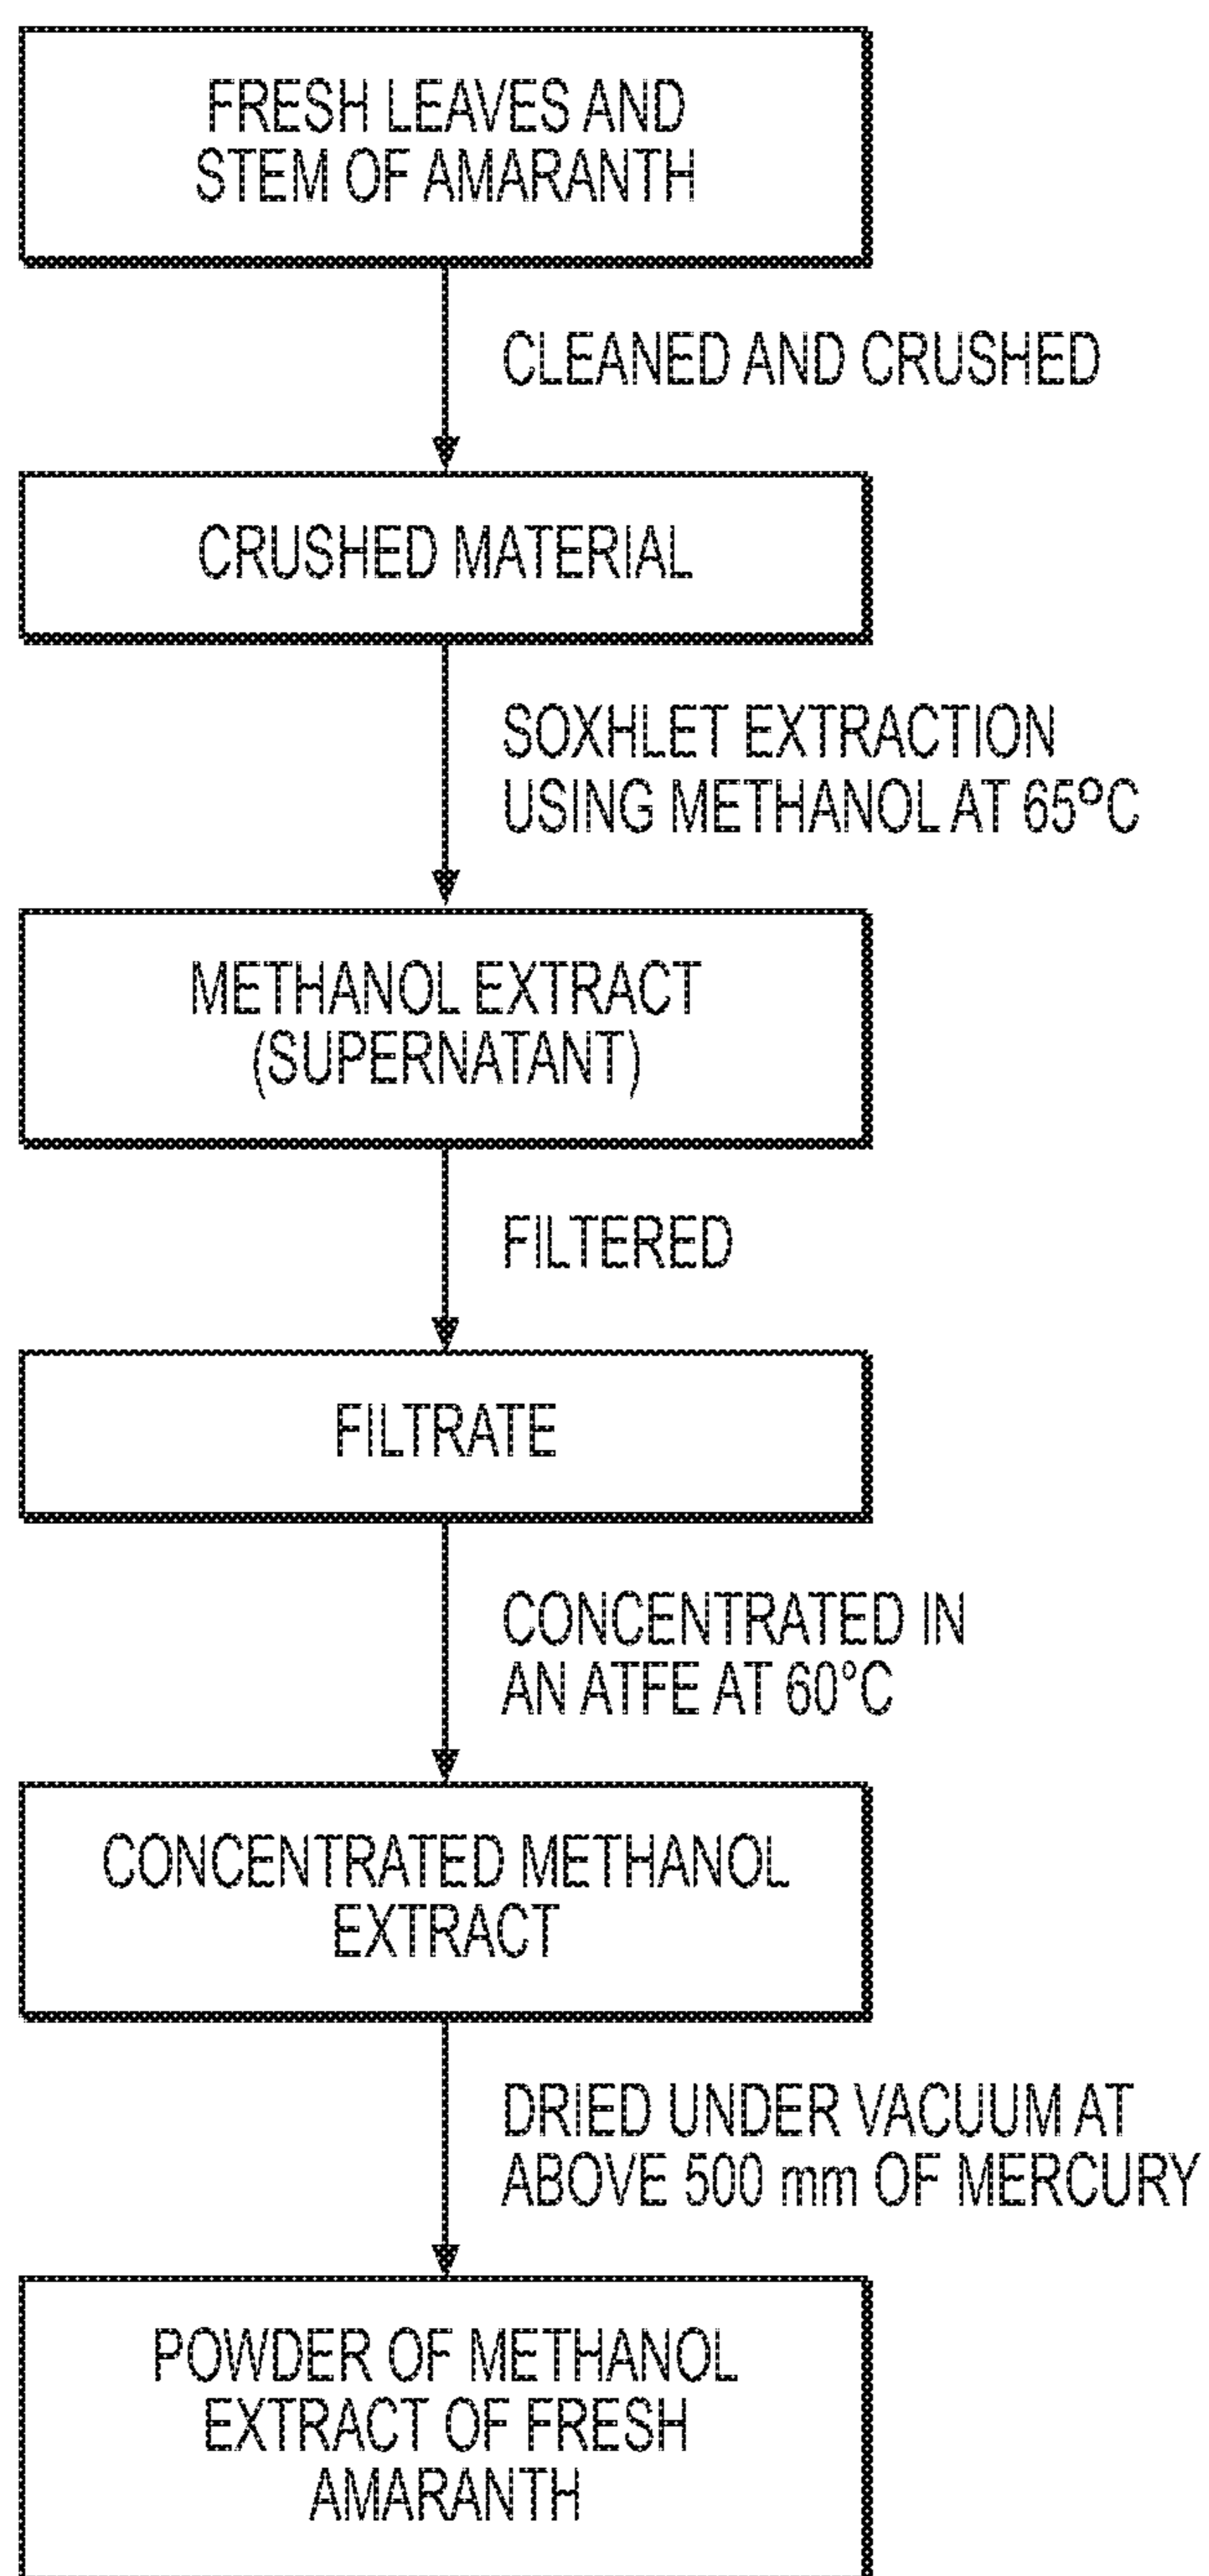 FRESH LEAVES AND
STEM OF AMARANTH
CLEANED AND CRUSHED
CRUSHED MATERIAL
SOXHLET EXTRACTION
USING METHANOL AT 65ºC
METHANOL EXTRACT
(SUPERNATANT)
FILTERED
FILTRATE
CONCENTRATED IN
AN ATFE AT 60°C
CONCENTRATED METHANOL
EXTRACT
DRIED UNDER VACUUM AT
ABOVE 500 mm OF MERCURY
POWDER OF METHANOL
EXTRACT OF FRESH
AMARANTH